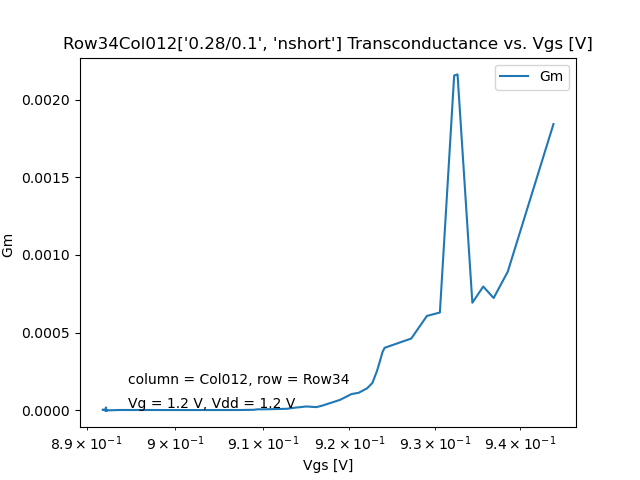 Row34Col012['0.28/0.1', 'nshort'] Transconductance vs. Vgs [V]
Gm
0.0020
0.0015
0.0010
0.0005
0.0000
Gm
column = Col012, row = Row34
Vg = 1.2 V, Vdd = 1.2 V
8.9 × 10⁻¹ 9 × 10⁻¹ 9.1 × 10⁻¹ 9.2 × 10⁻¹ 9.3 × 10⁻¹ 9.4 × 10⁻¹
Vgs [V]